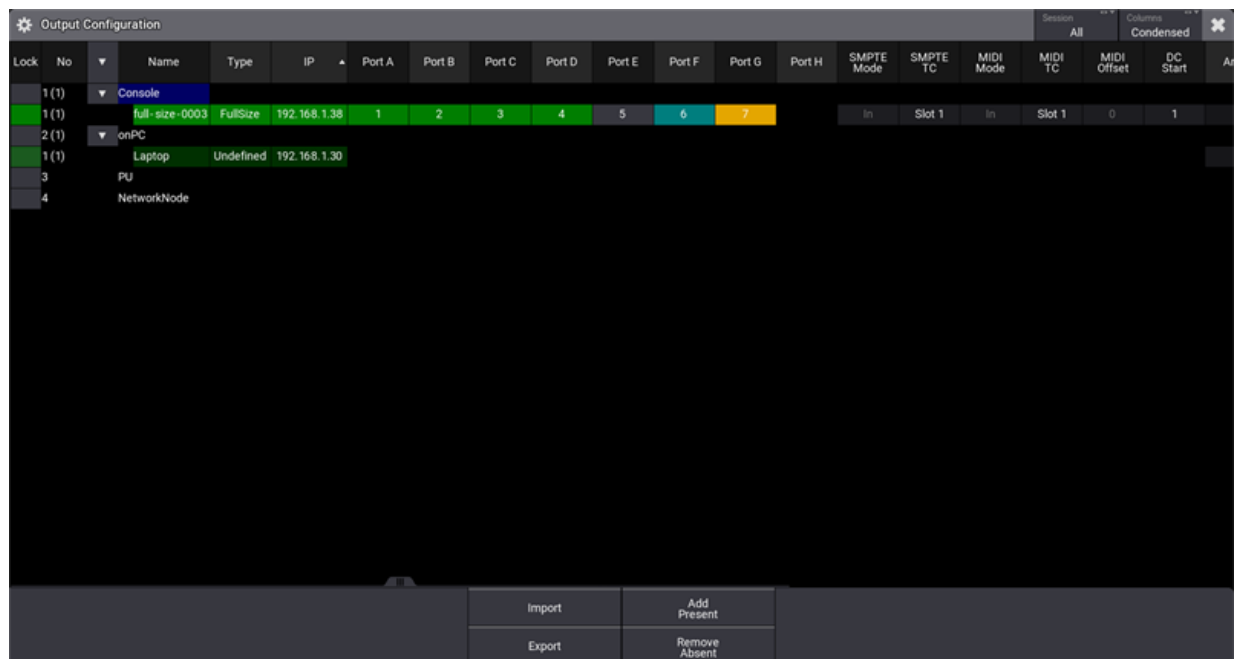 Output Configuration
Session
All
Columns
Condensed
Lock No Name Type IP Port A Port B Port C Port D Port E Port F Port G Port H SMPTE Mode SMPTE TC MIDI Mode MIDI TC MIDI Offset DC Start
1 (1) Console
1 (1) full-size-0003 FullSize 192.168.1.38 1 2 3 4 5 6 7 In Slot 1 In Slot 1 0 1
2 (1) onPC
1 (1) Laptop Undefined 192.168.1.30
3 PU
4 NetworkNode
Import
Add
Present
Export
Remove
Absent